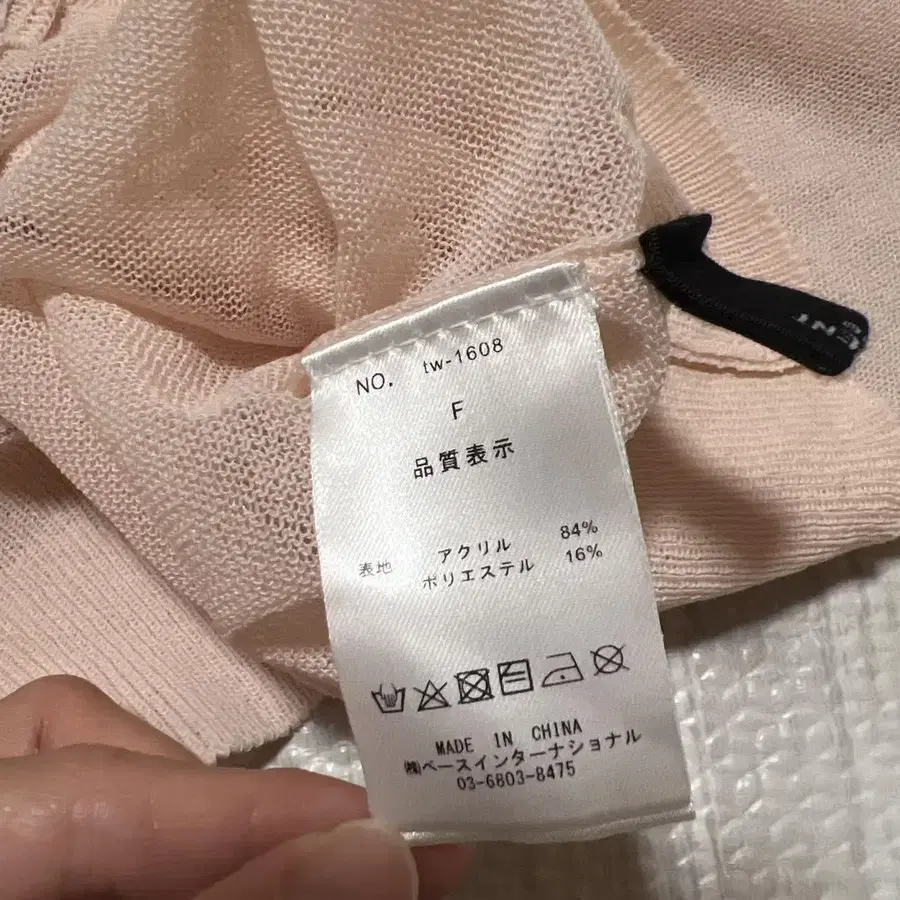 NO. tw-1608
F
品質表示
表地 アクリル 84%
ポリエステル 16%
MADE IN CHINA
㈱ベースインターナショナル
03-6803-8475